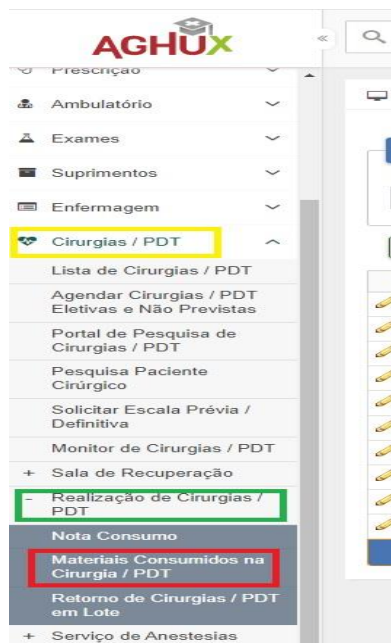 AGHUX
«
Prescrição
Ambulatório
Exames
Suprimentos
Enfermagem
Cirurgias / PDT
Lista de Cirurgias / PDT
Agendar Cirurgias / PDT
Eletivas e Não Previstas
Portal de Pesquisa de
Cirurgias / PDT
Pesquisa Paciente
Cirúrgico
Solicitar Escala Prévia /
Definitiva
Monitor de Cirurgias / PDT
+ Sala de Recuperação
- Realização de Cirurgias /
PDT
Nota Consumo
Materiais Consumidos na
Cirurgia / PDT
Retorno de Cirurgias / PDT
em Lote
+ Serviço de Anestesias